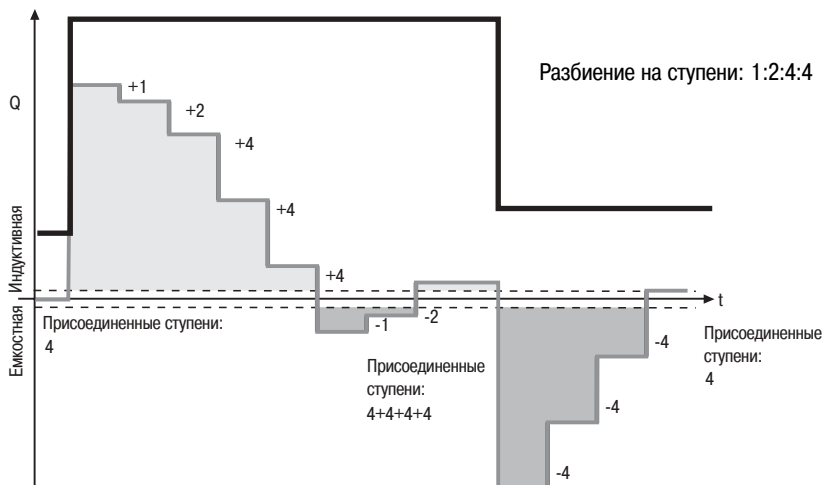 Разбиение на ступени: 1:2:4:4
Q
Индуктивная
Емкостная
+1
+2
+4
+4
+4
-1
-2
t
Присоединенные ступени:
4
Присоединенные
ступени:
4+4+4+4
-4
-4
-4
Присоединенные
ступени:
4